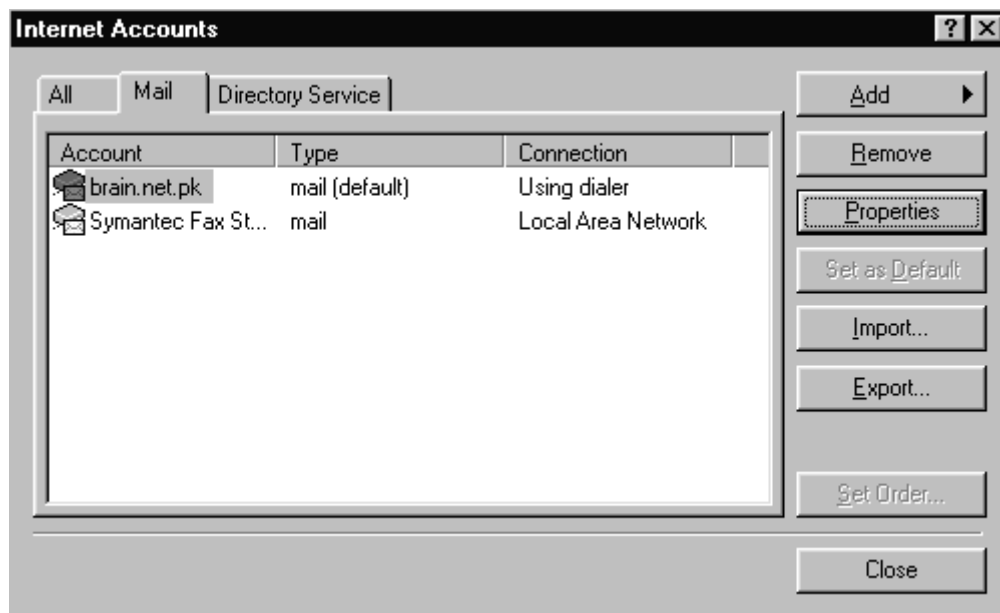 Internet Accounts
All Mail Directory Service
Account Type Connection
brain.net.pk mail (default) Using dialer
Symantec Fax St... mail Local Area Network
Add
Remove
Properties
Set as Default
Import...
Export...
Set Order...
Close